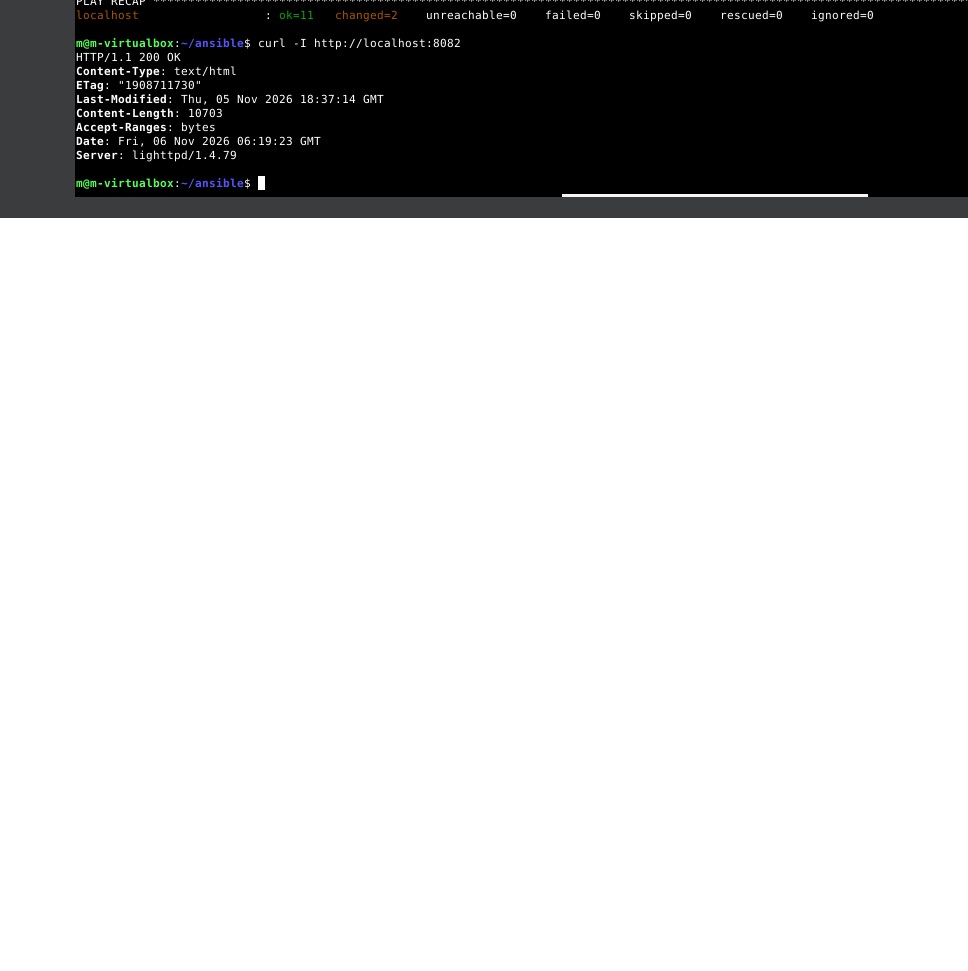 PLAY RECAP *********************************************************************************************************************
localhost                  : ok=11   changed=2    unreachable=0    failed=0    skipped=0    rescued=0    ignored=0
m@m-virtualbox:~/ansible$ curl -I http://localhost:8082
HTTP/1.1 200 OK
Content-Type: text/html
ETag: "1908711730"
Last-Modified: Thu, 05 Nov 2026 18:37:14 GMT
Content-Length: 10703
Accept-Ranges: bytes
Date: Fri, 06 Nov 2026 06:19:23 GMT
Server: lighttpd/1.4.79
m@m-virtualbox:~/ansible$